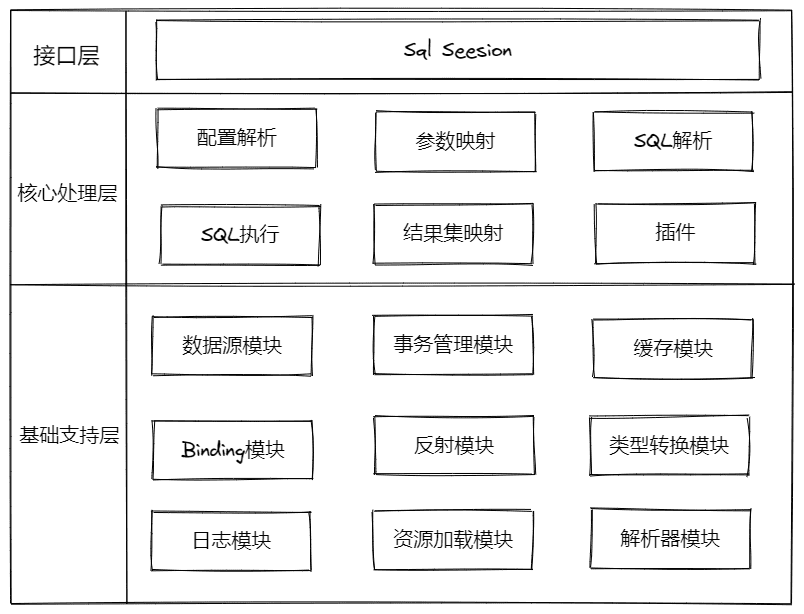 接口层
Sql Seesion
核心处理层
配置解析
参数映射
SQL解析
SQL执行
结果集映射
插件
基础支持层
数据源模块
事务管理模块
缓存模块
Binding模块
反射模块
类型转换模块
日志模块
资源加载模块
解析器模块